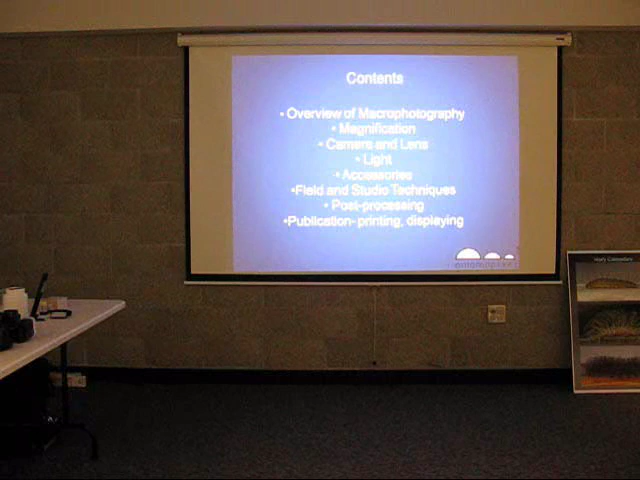 Contents
• Overview of Macrophotography
• Magnification
• Camera and Lens
• Light
• Accessories
•Field and Studio Techniques
• Post-processing
•Publication- printing, displaying